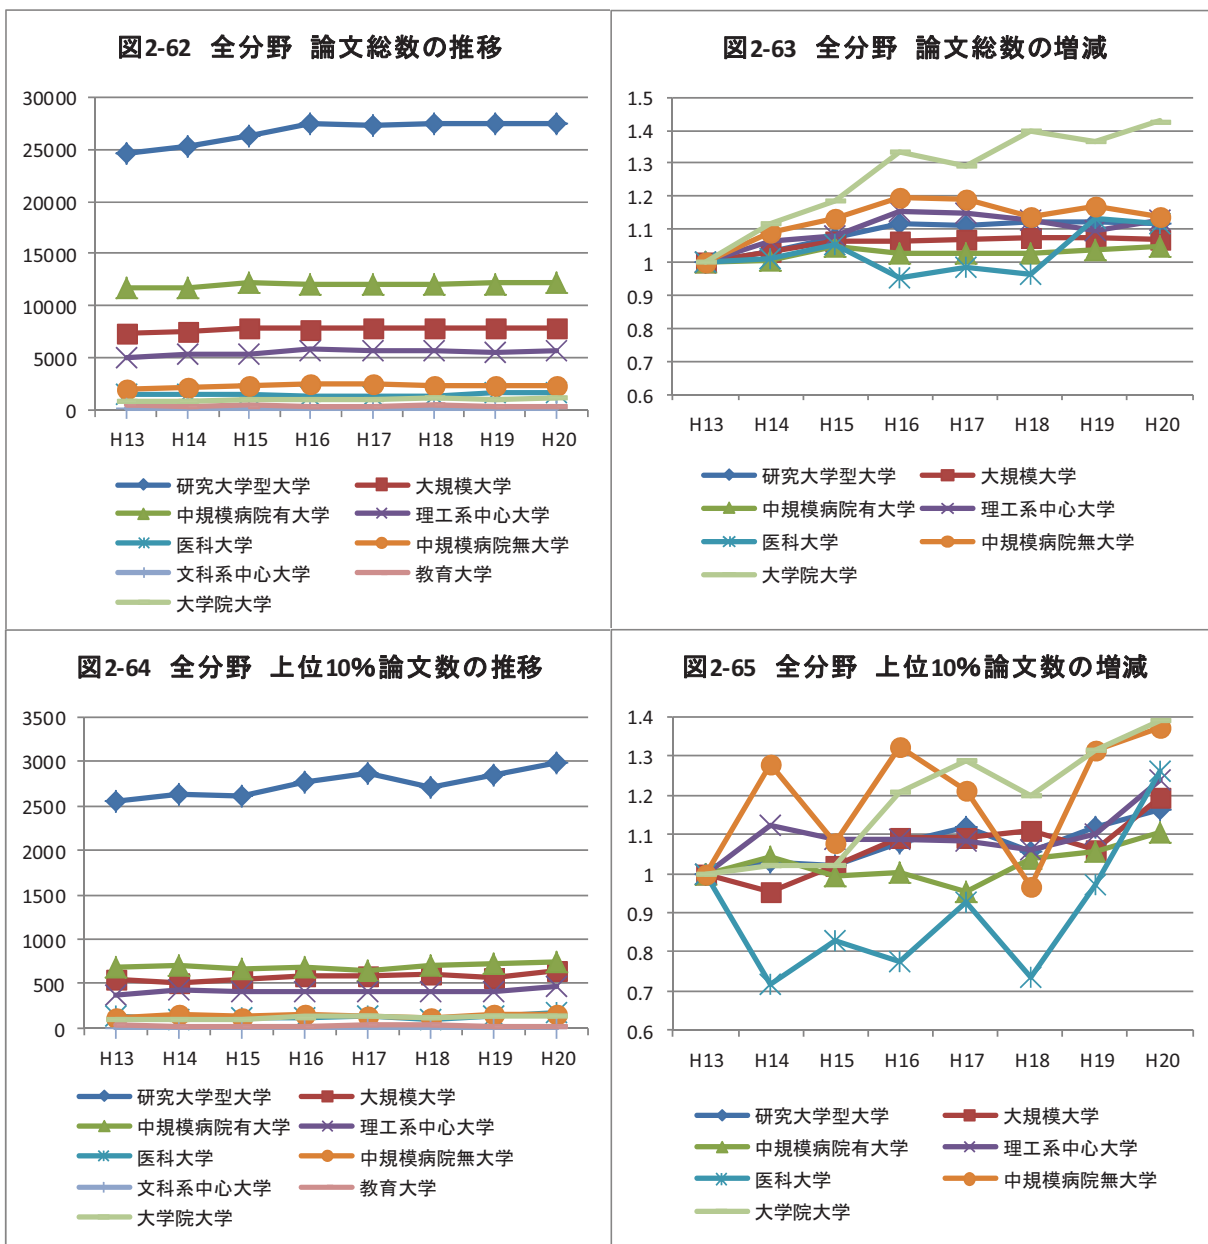 図2-62 全分野 論文総数の推移
30000
25000
20000
15000
10000
5000
0
H13 H14 H15 H16 H17 H18 H19 H20
研究大学型大学 大規模大学
中規模病院有大学 理工系中心大学
医科大学 中規模病院無大学
文科系中心大学 教育大学
大学院大学
図2-63 全分野 論文総数の増減
1.5
1.4
1.3
1.2
1.1
1
0.9
0.8
0.7
0.6
H13 H14 H15 H16 H17 H18 H19 H20
研究大学型大学 大規模大学
中規模病院有大学 理工系中心大学
医科大学 中規模病院無大学
大学院大学
図2-64 全分野 上位10%論文数の推移
3500
3000
2500
2000
1500
1000
500
0
H13 H14 H15 H16 H17 H18 H19 H20
研究大学型大学 大規模大学
中規模病院有大学 理工系中心大学
医科大学 中規模病院無大学
文科系中心大学 教育大学
大学院大学
図2-65 全分野 上位10%論文数の増減
1.4
1.3
1.2
1.1
1
0.9
0.8
0.7
0.6
H13 H14 H15 H16 H17 H18 H19 H20
研究大学型大学 大規模大学
中規模病院有大学 理工系中心大学
医科大学 中規模病院無大学
大学院大学